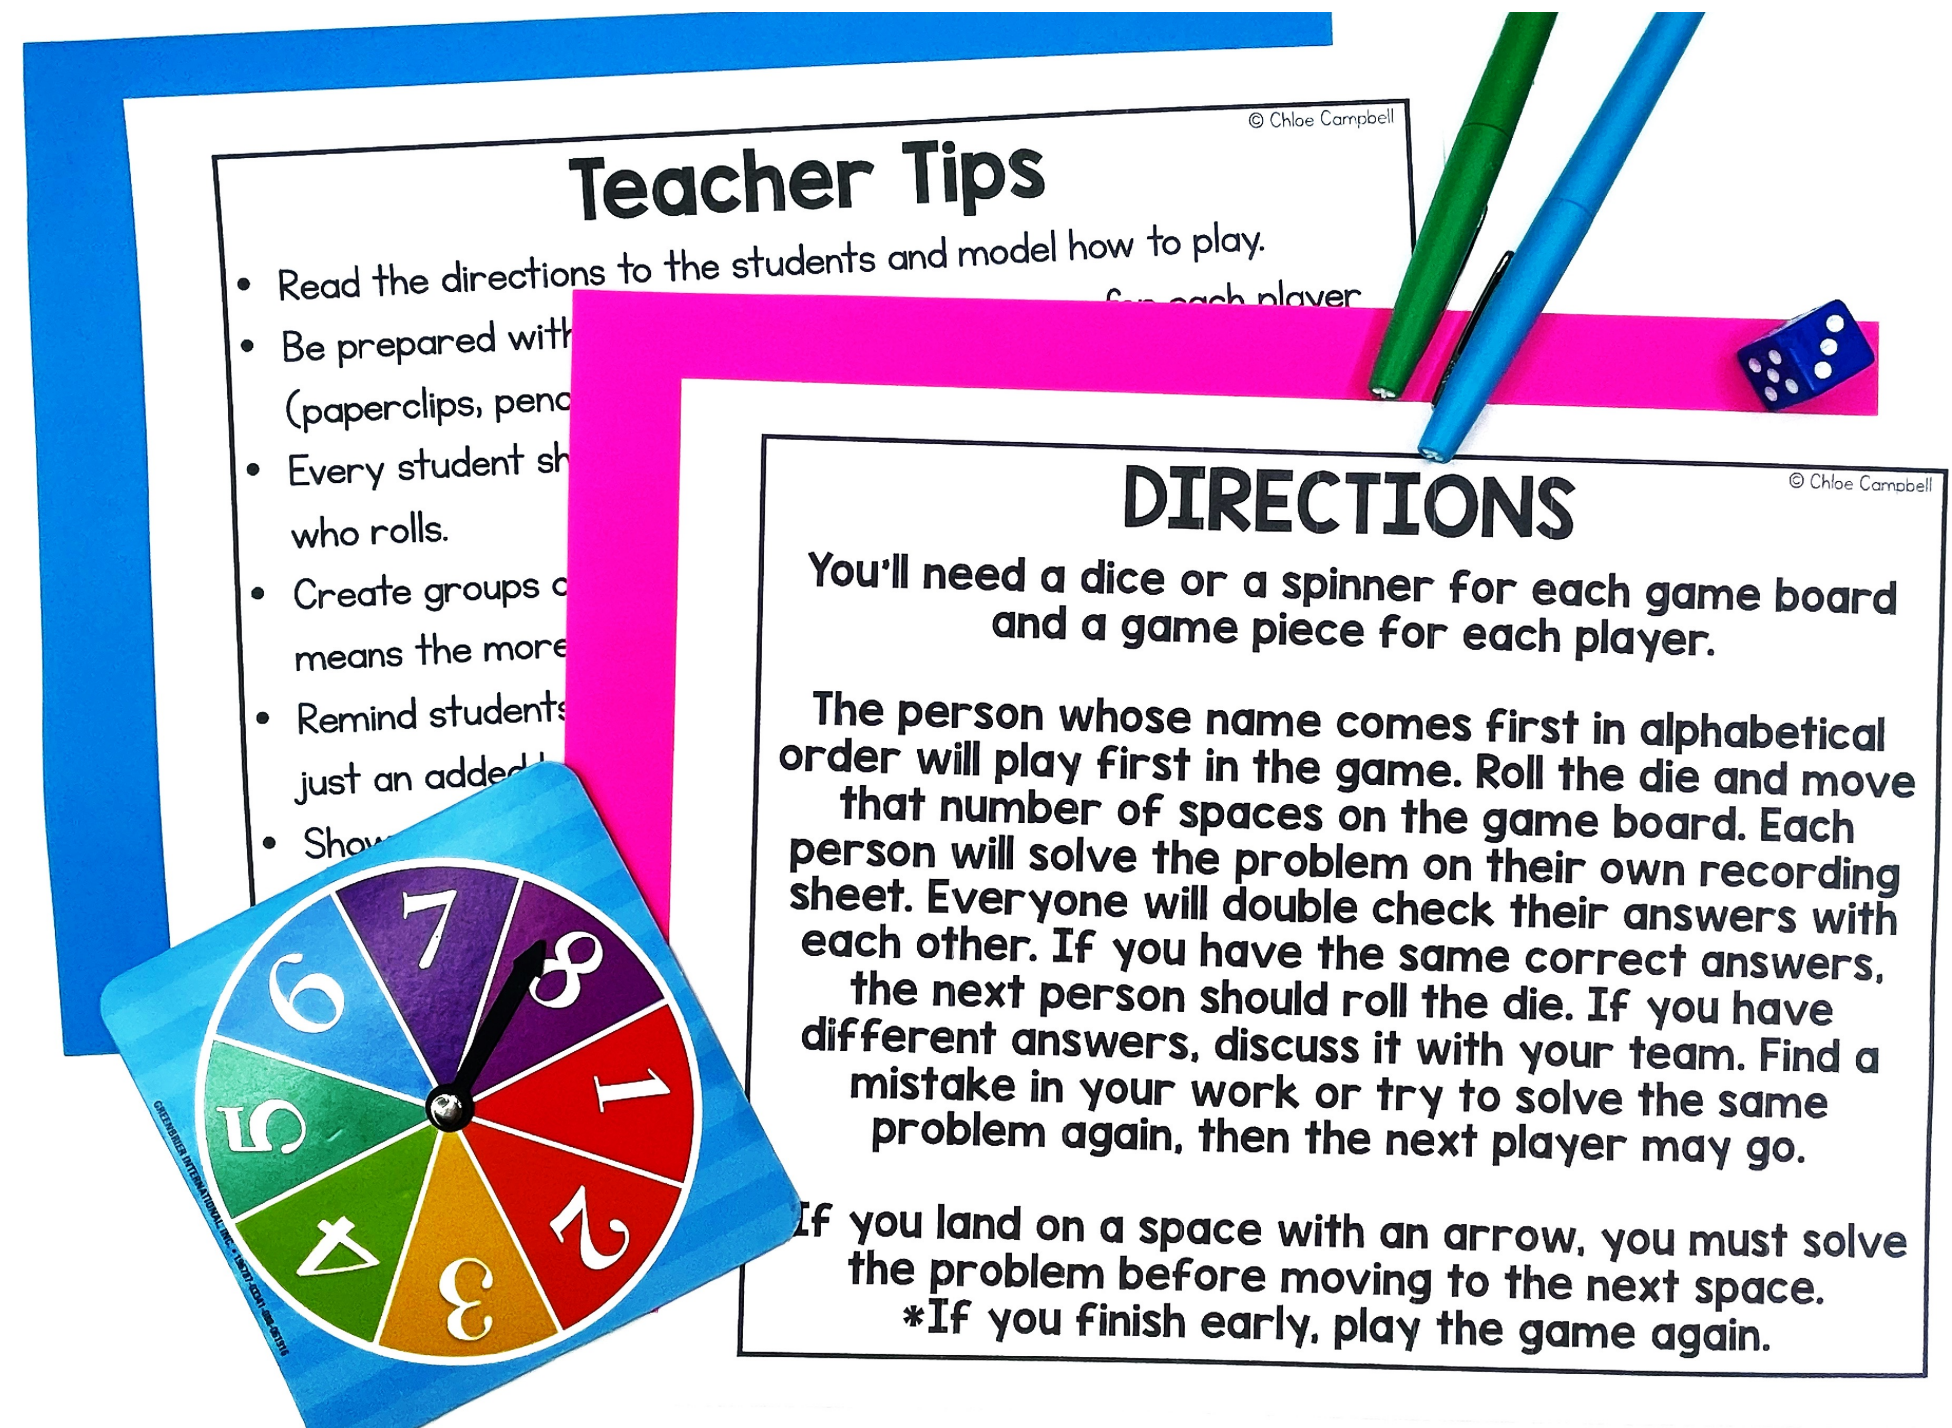 © Chloe Campbell
Teacher Tips
• Read the directions to the students and model how to play.
• Be prepared with for each player
(paperclips,
• Every student
who rolls.
• Create groups
means the more
• Remind students
just an added
• Show
© Chloe Campbell
DIRECTIONS
You'll need a dice or a spinner for each game board
and a game piece for each player.
The person whose name comes first in alphabetical
order will play first in the game. Roll the die and move
that number of spaces on the game board. Each
person will solve the problem on their own recording
sheet. Everyone will double check their answers with
each other. If you have the same correct answers,
the next person should roll the die. If you have
different answers, discuss it with your team. Find a
mistake in your work or try to solve the same
problem again, then the next player may go.
If you land on a space with an arrow, you must solve
the problem before moving to the next space.
*If you finish early, play the game again.
7
8
6
1
5
2
4
3
GREENBRIER INTERNATIONAL, INC.